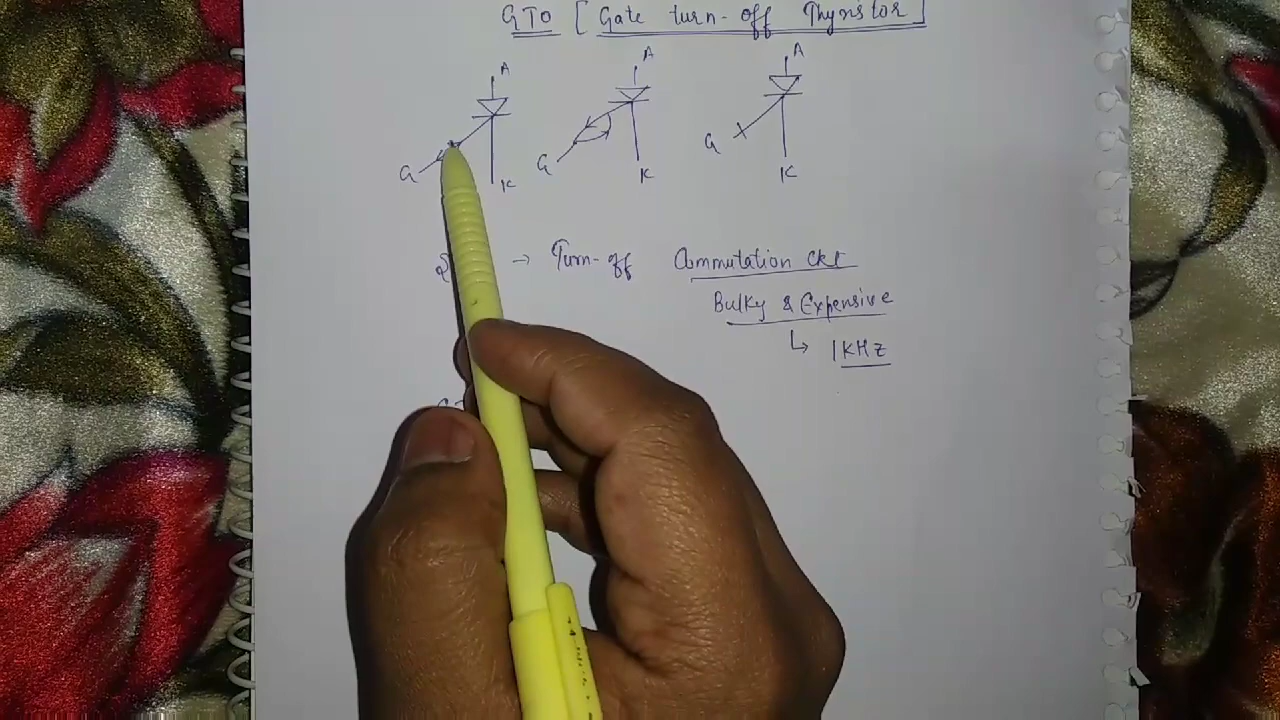 GTO [Gate turn-off Thyristor]
A A A
G K G K G K
→ Turn-off Commutation ckt
Bulky & Expensive
↳ 1KHz